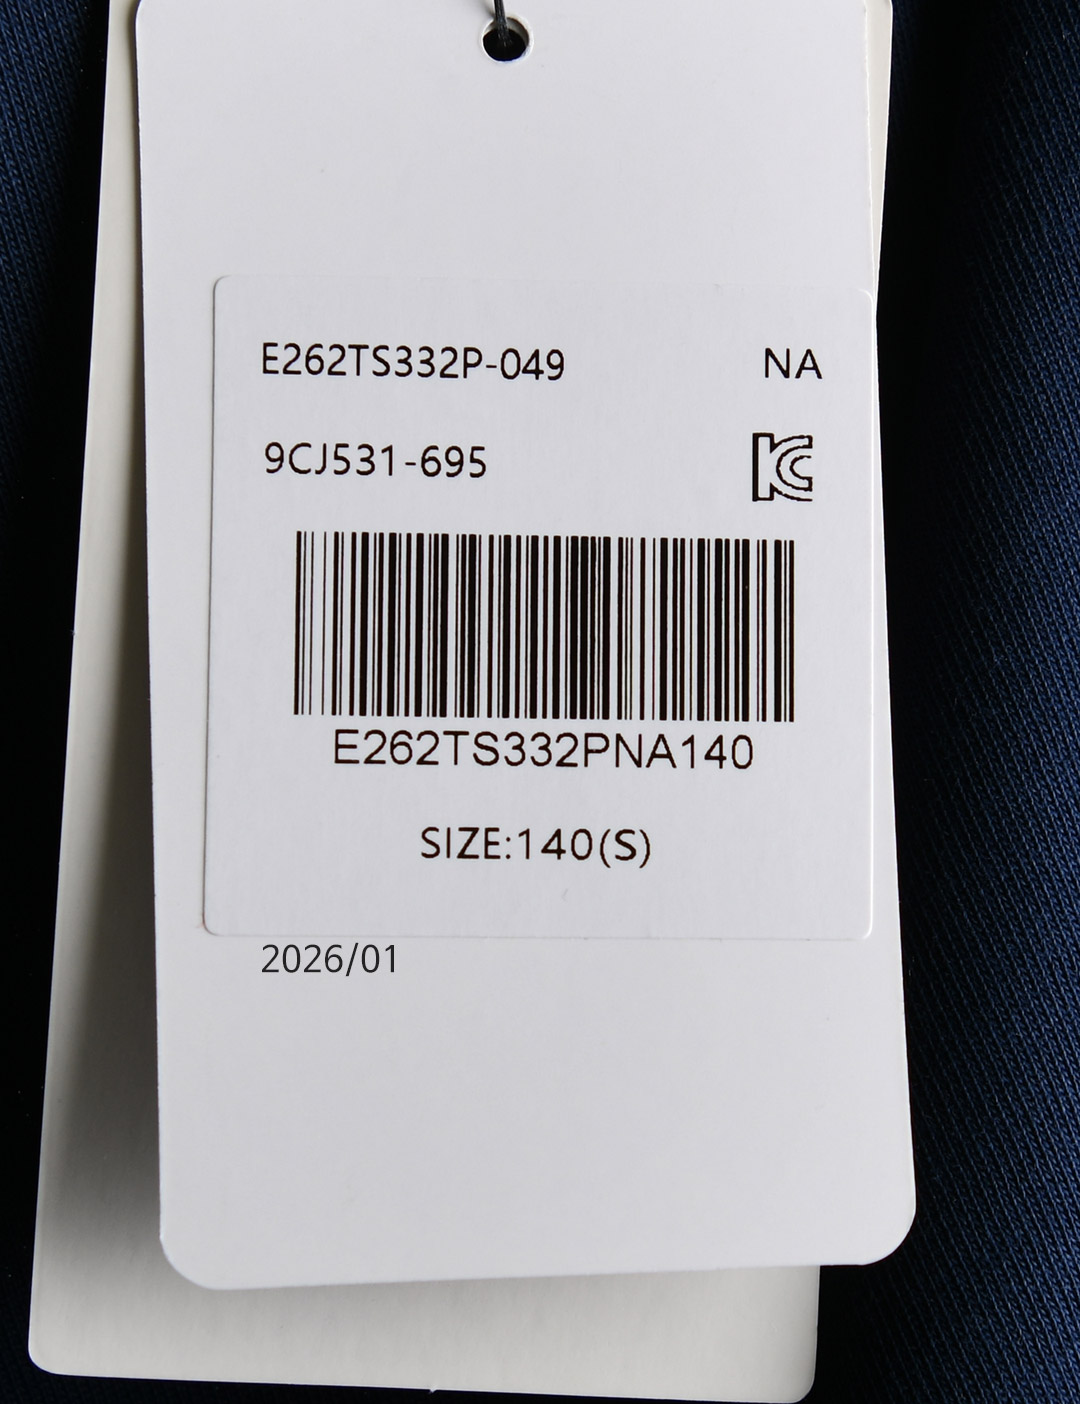 E262TS332P-049 NA
9CJ531-695
E262TS332PNA140
SIZE:140(S)
2026/01